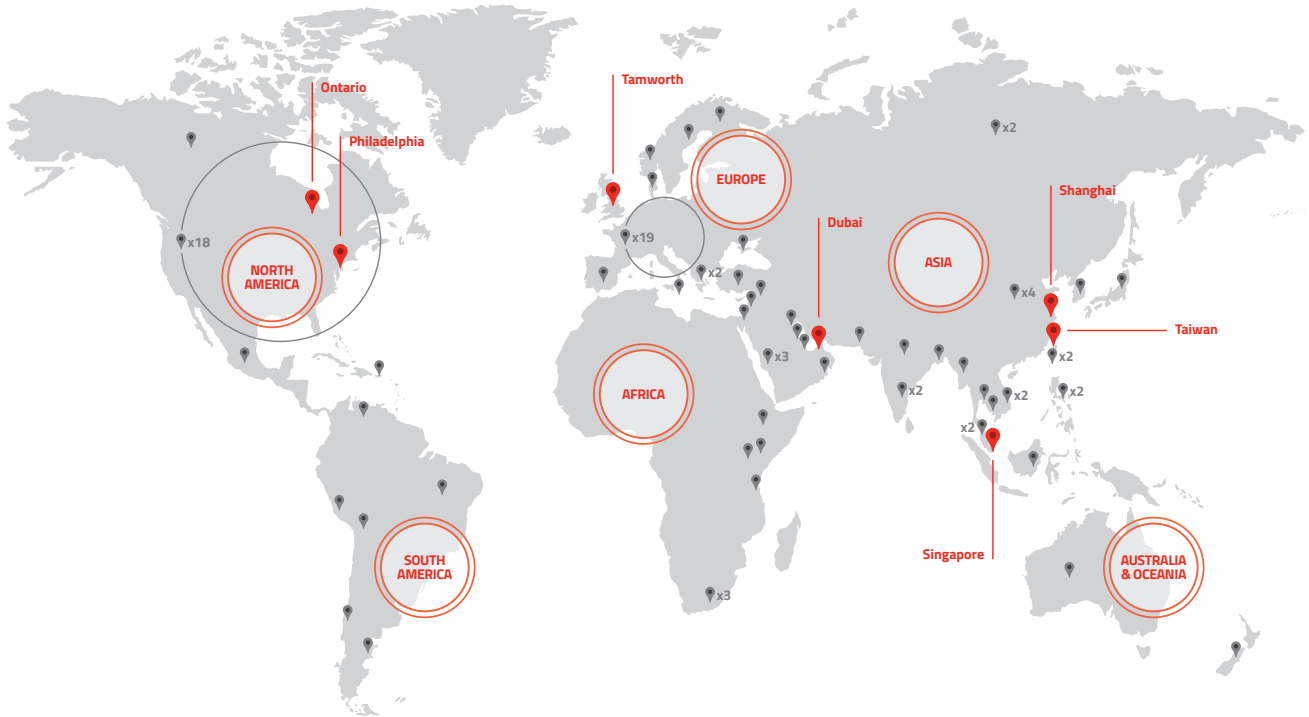 Tamworth
Ontario
x2
Philadelphia
EUROPE
Shanghai
Dubai
x19
x18
ASIA
NORTH
AMERICA
x2
x4
Taiwan
x3
x2
AFRICA
x2
x2
x2
x2
Singapore
SOUTH
AMERICA
AUSTRALIA
& OCEANIA
x3